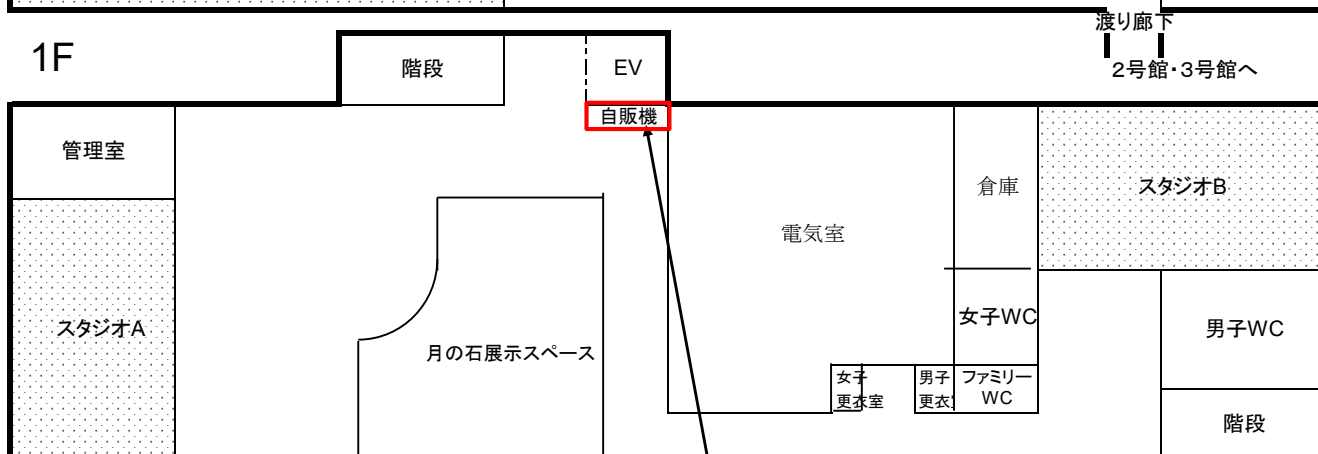 渡り廊下
1F
階段
EV
2号館・3号館へ
自販機
管理室
倉庫
スタジオB
電気室
スタジオA
女子WC
男子WC
月の石展示スペース
女子
更衣室
男子
更衣
ファミリー
WC
階段